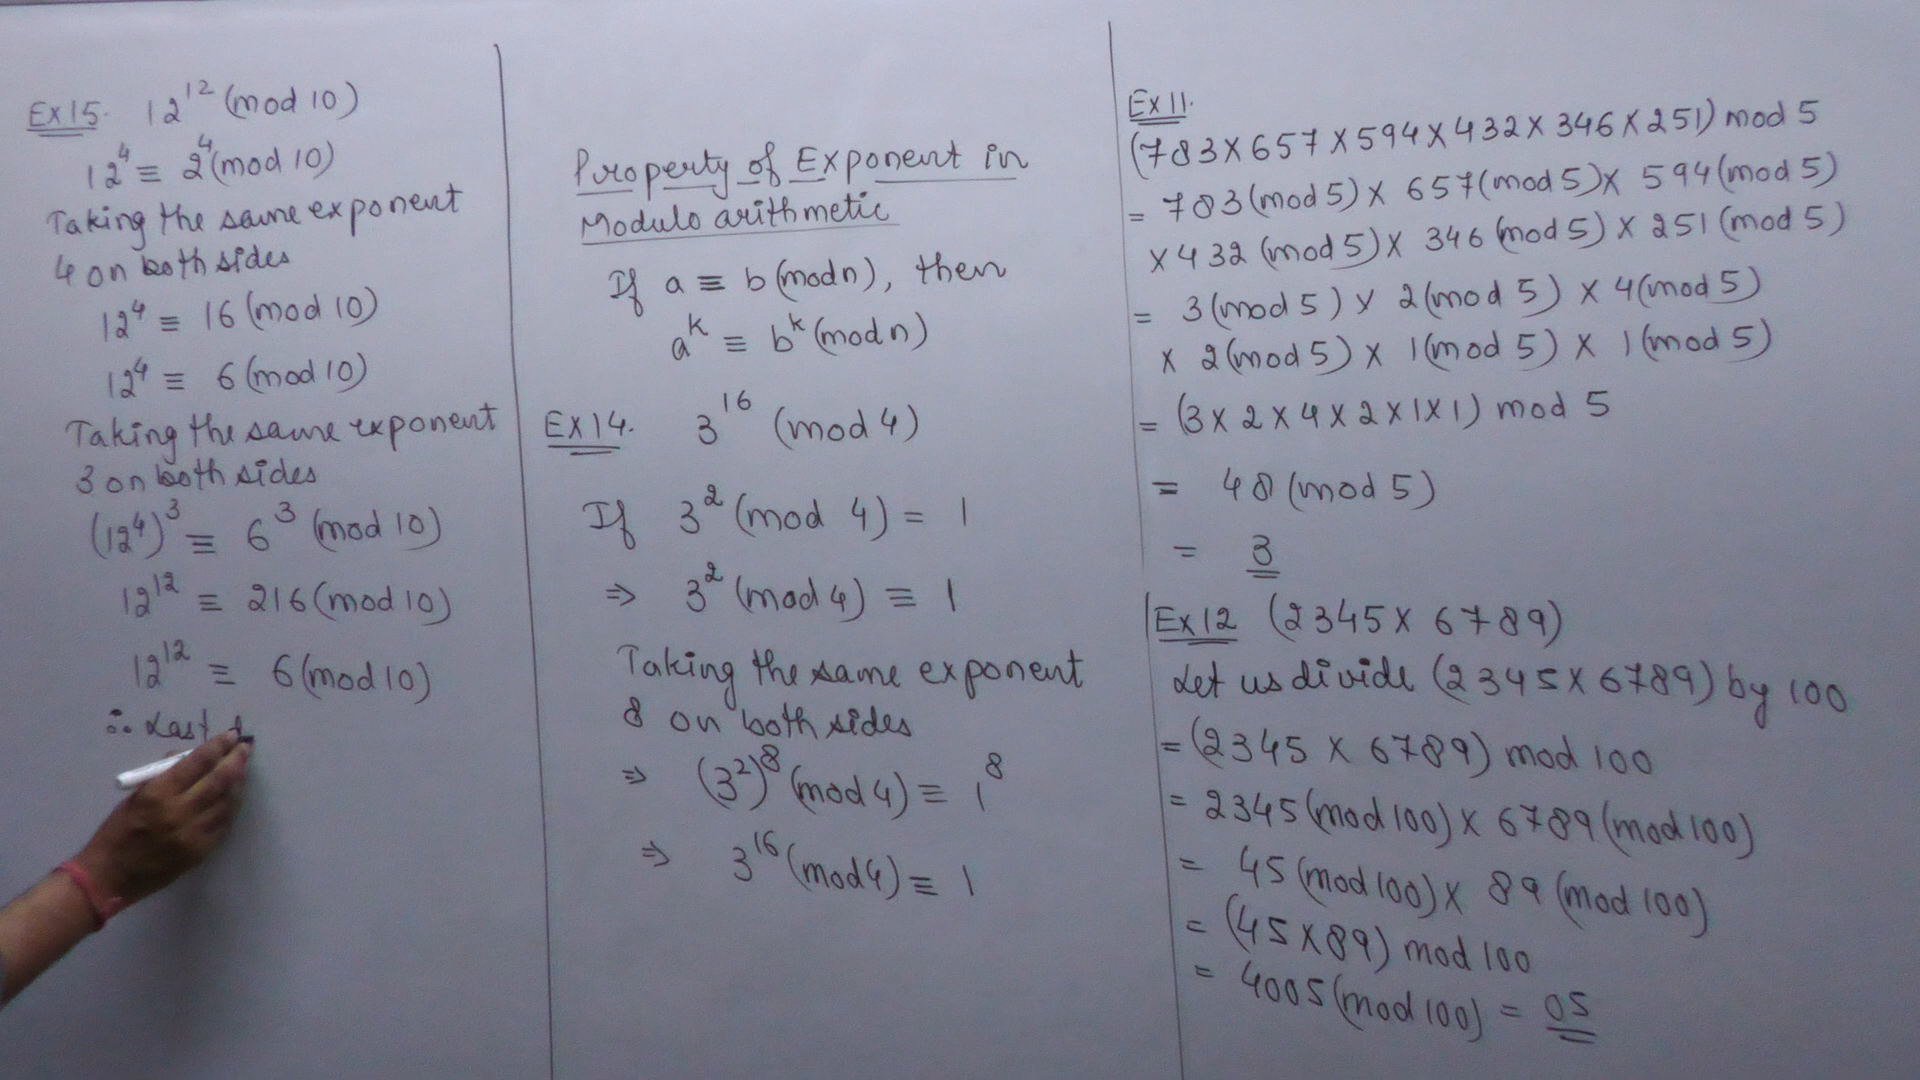 Ex 15. 12^12 (mod 10)
12^4 ≡ 2^4 (mod 10)
Taking the same exponent
4 on both sides
12^4 ≡ 16 (mod 10)
12^4 ≡ 6 (mod 10)
Taking the same exponent
3 on both sides
(12^4)^3 ≡ 6^3 (mod 10)
12^12 ≡ 216 (mod 10)
12^12 ≡ 6 (mod 10)
∴ Last
Property of Exponent in
Modulo arithmetic
If a ≡ b (mod n), then
a^k ≡ b^k (mod n)
Ex 14. 3^16 (mod 4)
If 3^2 (mod 4) = 1
⇒ 3^2 (mod 4) ≡ 1
Taking the same exponent
8 on both sides
⇒ (3^2)^8 (mod 4) ≡ 1^8
⇒ 3^16 (mod 4) ≡ 1
Ex 11.
(783 × 657 × 594 × 432 × 346 × 251) mod 5
= 783 (mod 5) × 657 (mod 5) × 594 (mod 5)
× 432 (mod 5) × 346 (mod 5) × 251 (mod 5)
= 3 (mod 5) × 2 (mod 5) × 4 (mod 5)
× 2 (mod 5) × 1 (mod 5) × 1 (mod 5)
= (3 × 2 × 4 × 2 × 1 × 1) mod 5
= 48 (mod 5)
= 3
Ex 12 (2345 × 6789)
Let us divide (2345 × 6789) by 100
= (2345 × 6789) mod 100
= 2345 (mod 100) × 6789 (mod 100)
= 45 (mod 100) × 89 (mod 100)
= (45 × 89) mod 100
= 4005 (mod 100) = 05